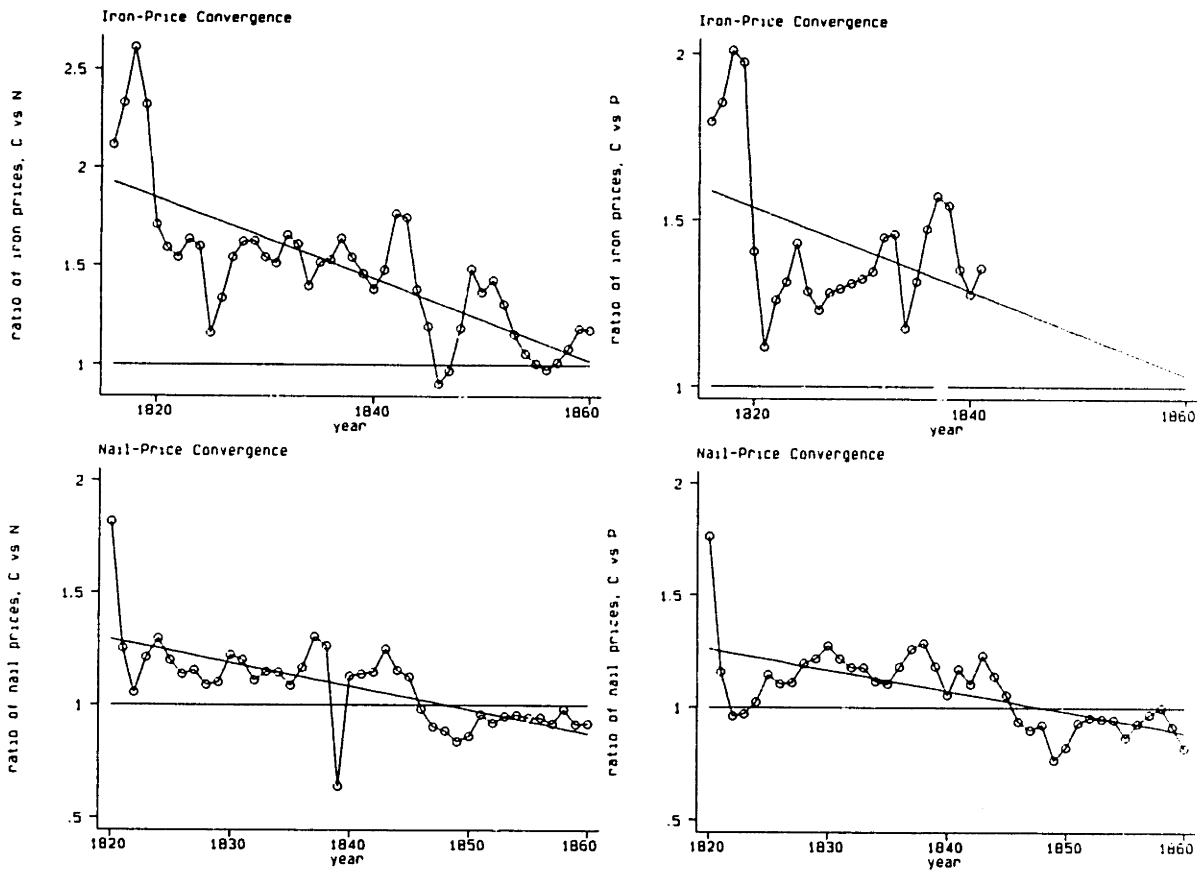 Iron-Price Convergence
ratio of iron prices, C vs N
2.5
2
1.5
1
1820
1840
1860
year
Iron-Price Convergence
ratio of iron prices, C vs P
2
1.5
1
1820
1840
1860
year
Nail-Price Convergence
ratio of nail prices, C vs N
2
1.5
1
.5
1820
1830
1840
1850
1860
year
Nail-Price Convergence
ratio of nail prices, C vs P
2
1.5
1
.5
1820
1830
1840
1850
1860
year